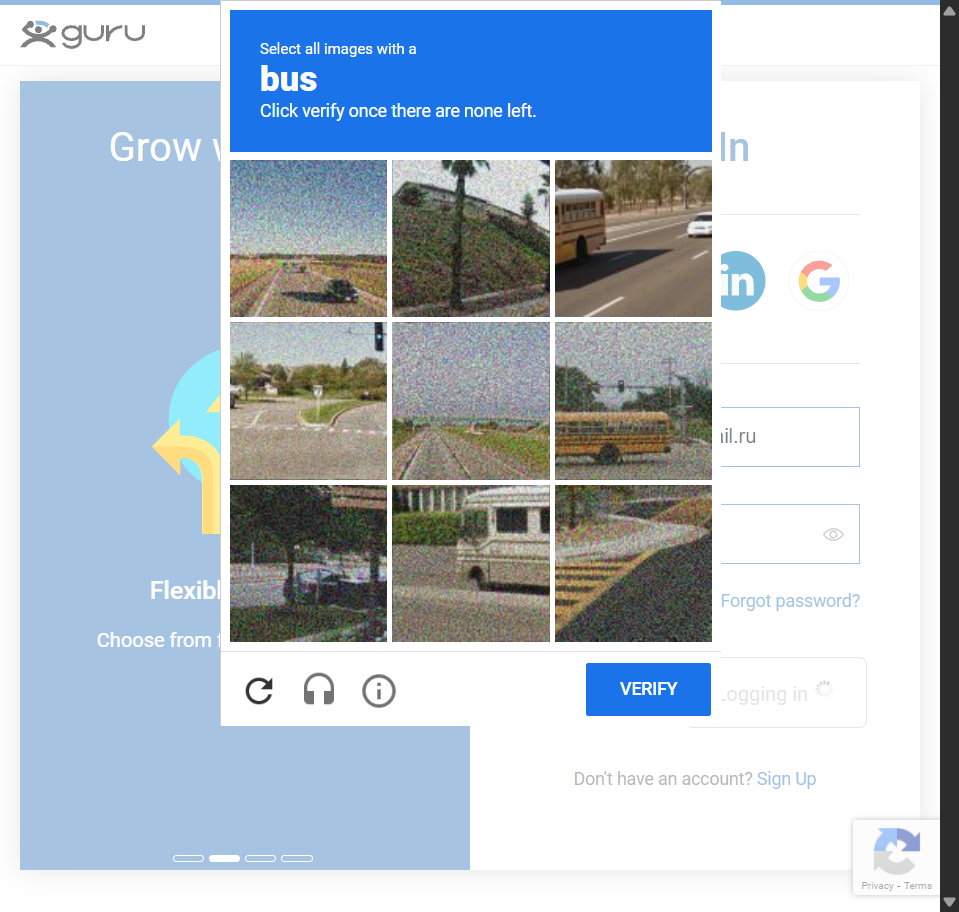 guru
Select all images with a
bus
Click verify once there are none left.
Grow
In
in
G
il.ru
Flexibl
Forgot password?
Choose from f
VERIFY
Logging in
Don't have an account? Sign Up
Privacy - Terms